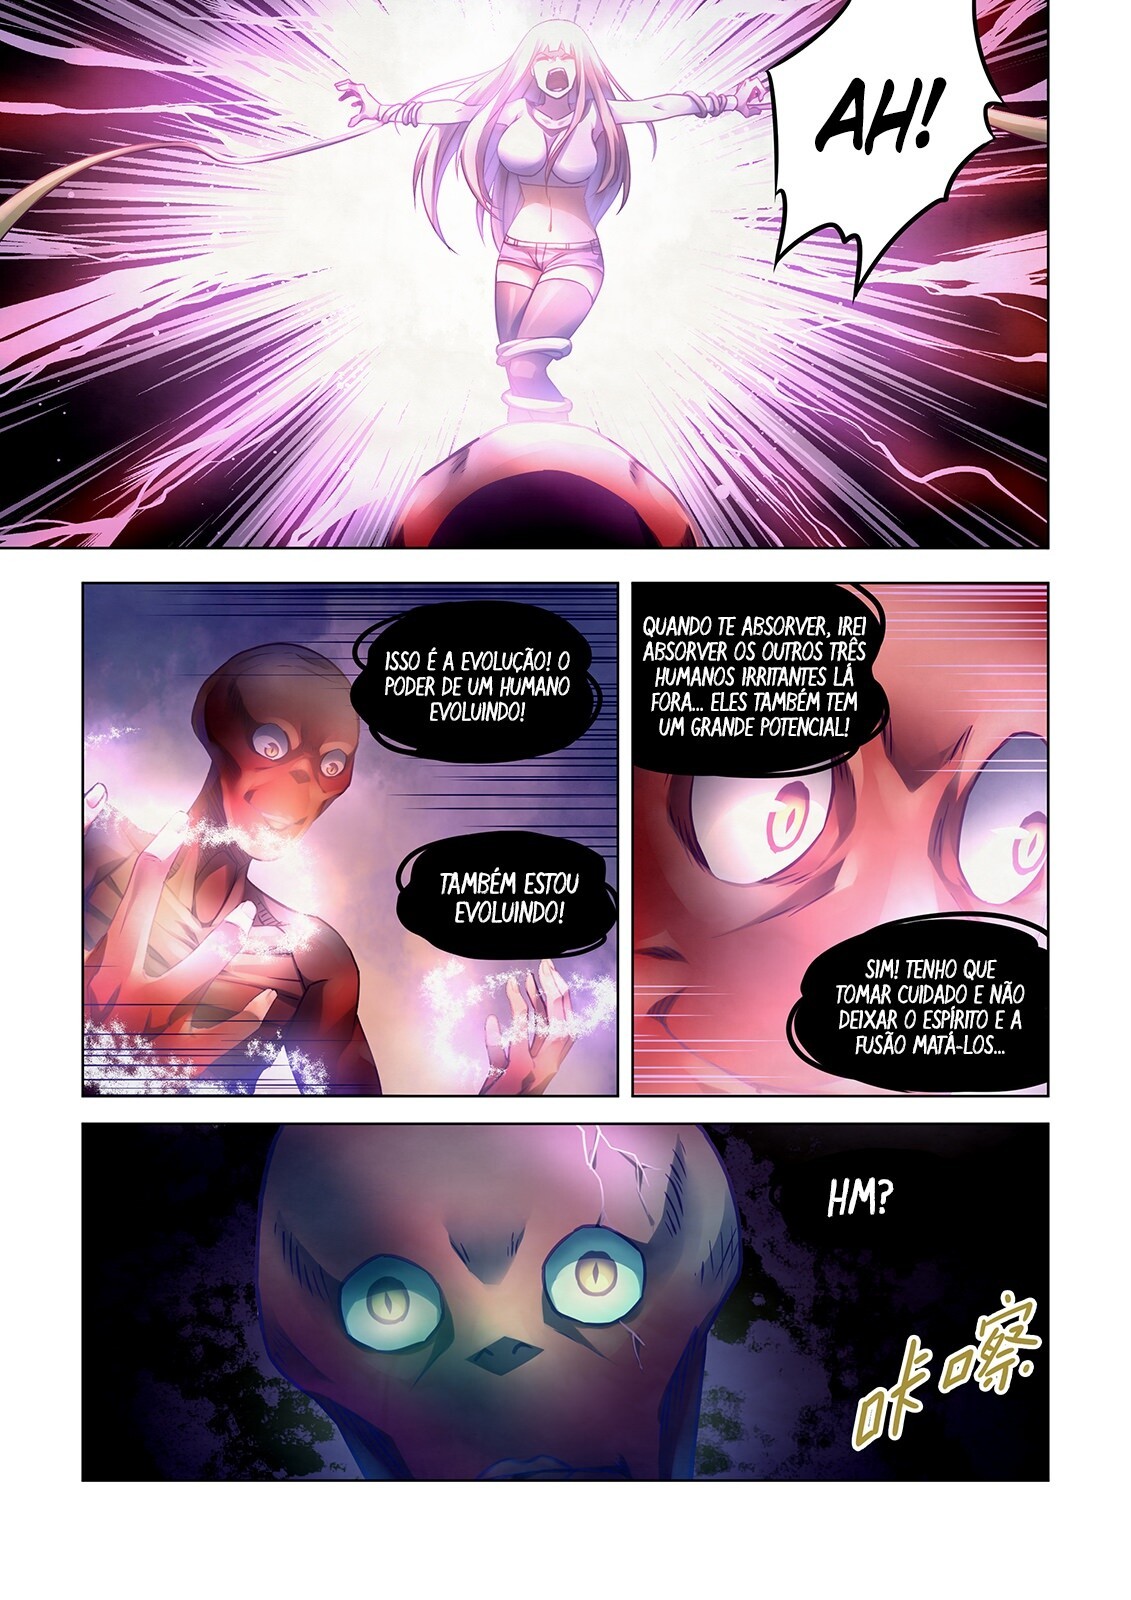 AH!
ISSO É A EVOLUÇÃO! O
PODER DE UM HUMANO
EVOLUINDO!
TAMBÉM ESTOU
EVOLUINDO!
QUANDO TE ABSORVER, IREI
ABSORVER OS OUTROS TRÊS
HUMANOS IRRITANTES LÁ
FORA... ELES TAMBÉM TEM
UM GRANDE POTENCIAL!
SIM! TENHO QUE
TOMAR CUIDADO E NÃO
DEIXAR O ESPÍRITO E A
FUSÃO MATÁ-LOS...
HM?
咔嚓